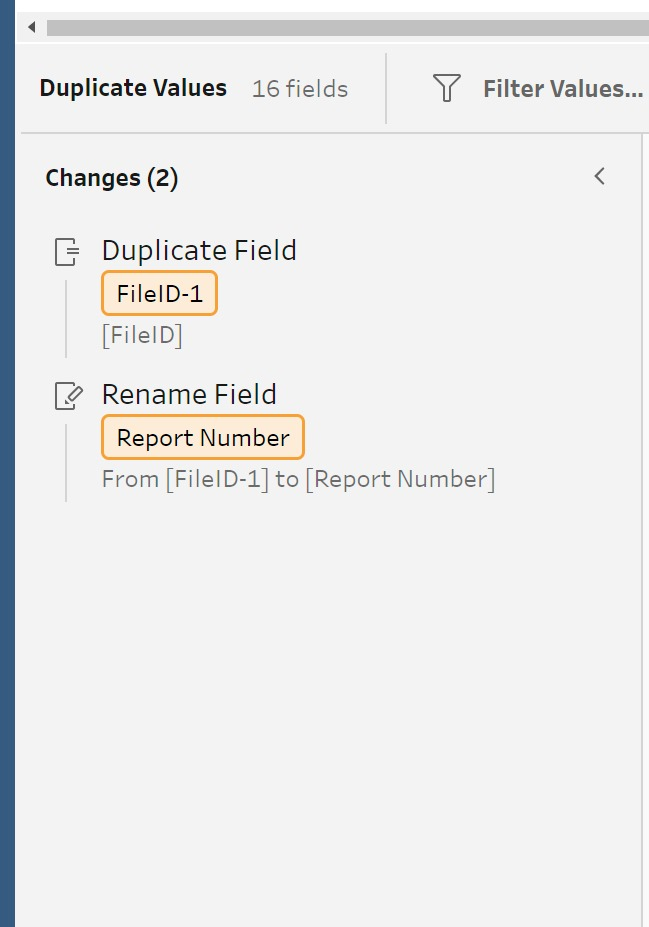 Duplicate Values 16 fields Filter Values...
Changes (2)
Duplicate Field
FileID-1
[FileID]
Rename Field
Report Number
From [FileID-1] to [Report Number]